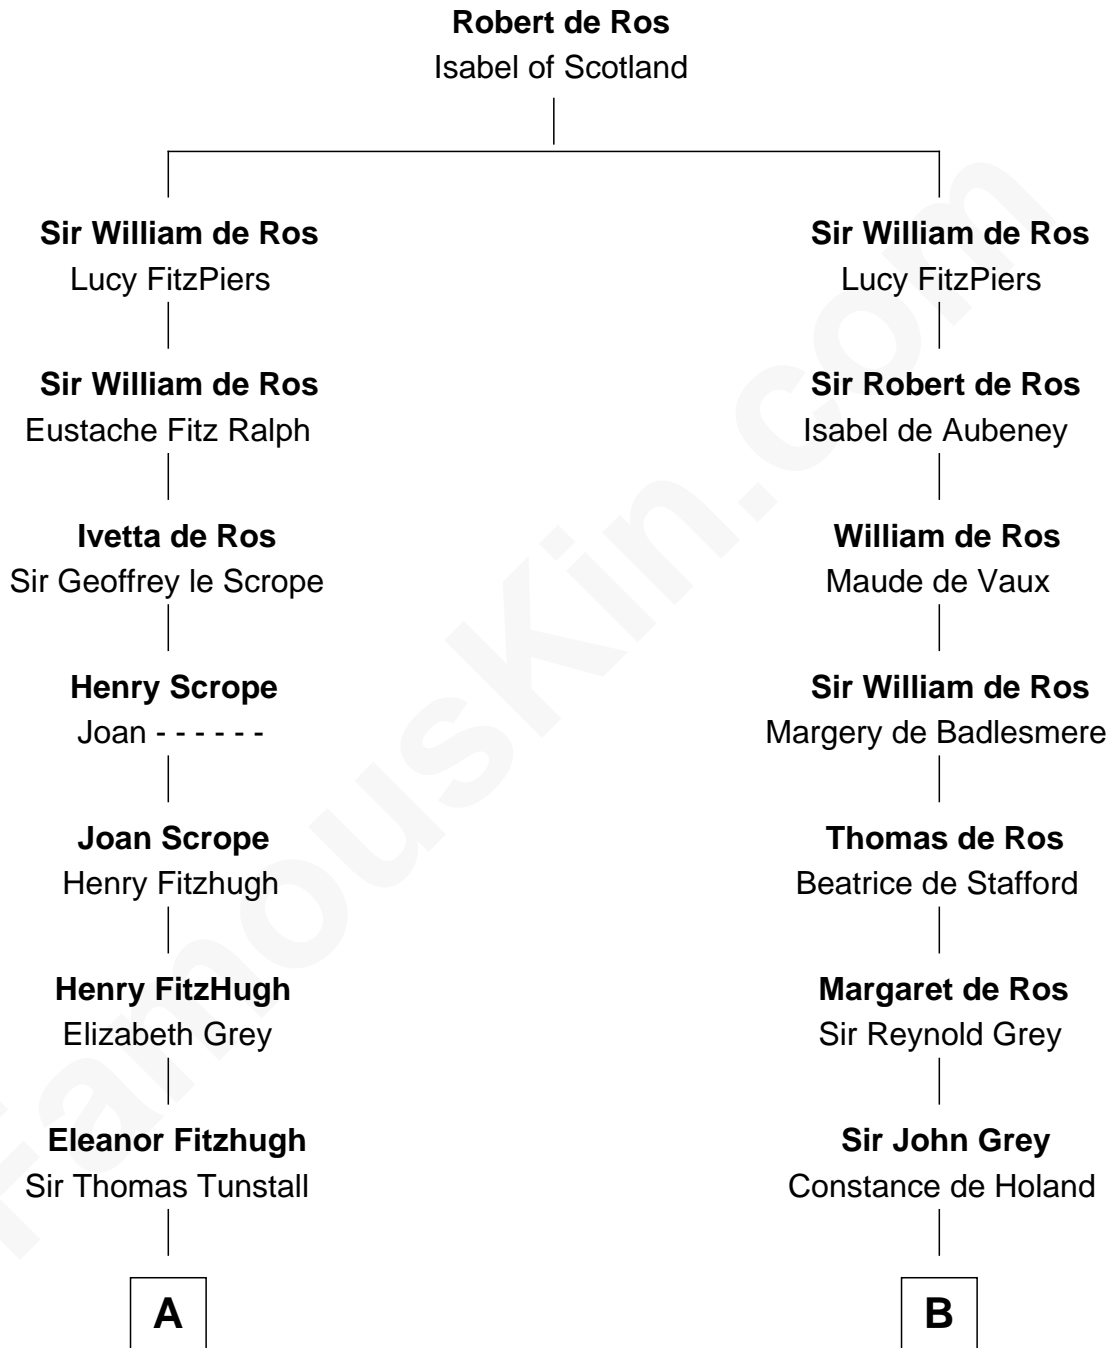 Robert de Ros
Isabel of Scotland
Sir William de Ros
Lucy FitzPiers
Sir William de Ros
Eustache Fitz Ralph
Ivetta de Ros
Sir Geoffrey le Scrope
Henry Scrope
Joan - - - - - -
Joan Scrope
Henry Fitzhugh
Henry FitzHugh
Elizabeth Grey
Eleanor Fitzhugh
Sir Thomas Tunstall
A
Sir William de Ros
Lucy FitzPiers
Sir Robert de Ros
Isabel de Aubeney
William de Ros
Maude de Vaux
Sir William de Ros
Margery de Badlesmere
Thomas de Ros
Beatrice de Stafford
Margaret de Ros
Sir Reynold Grey
Sir John Grey
Constance de Holand
B
FamousKin.com